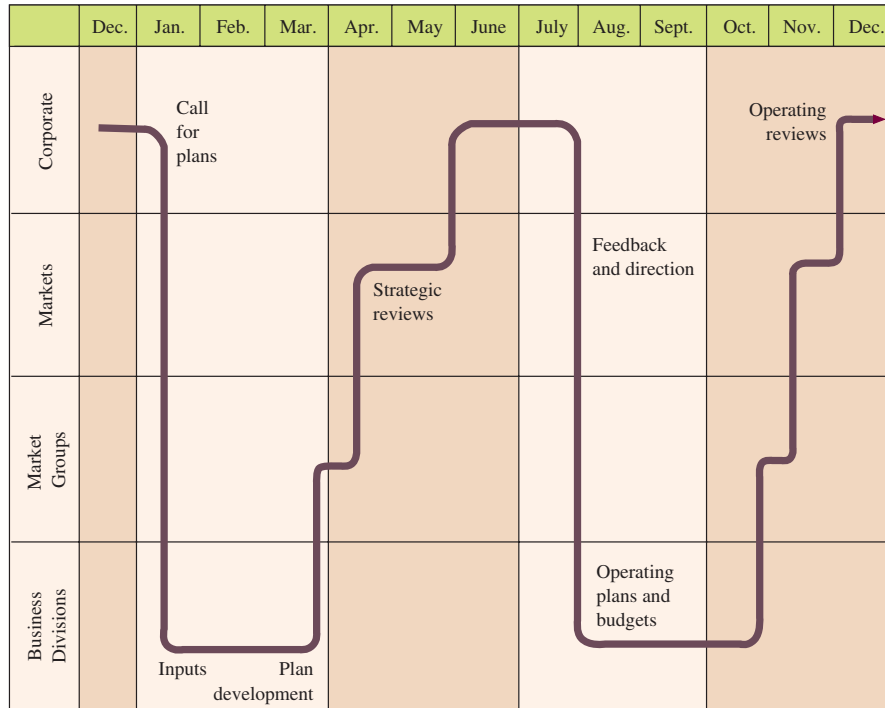 Dec. Jan. Feb. Mar. Apr. May June July Aug. Sept. Oct. Nov. Dec.
Corporate
Call
for
plans
Operating
reviews
Markets
Strategic
reviews
Feedback
and direction
Market
Groups
Business
Divisions
Inputs
Plan
development
Operating
plans and
budgets